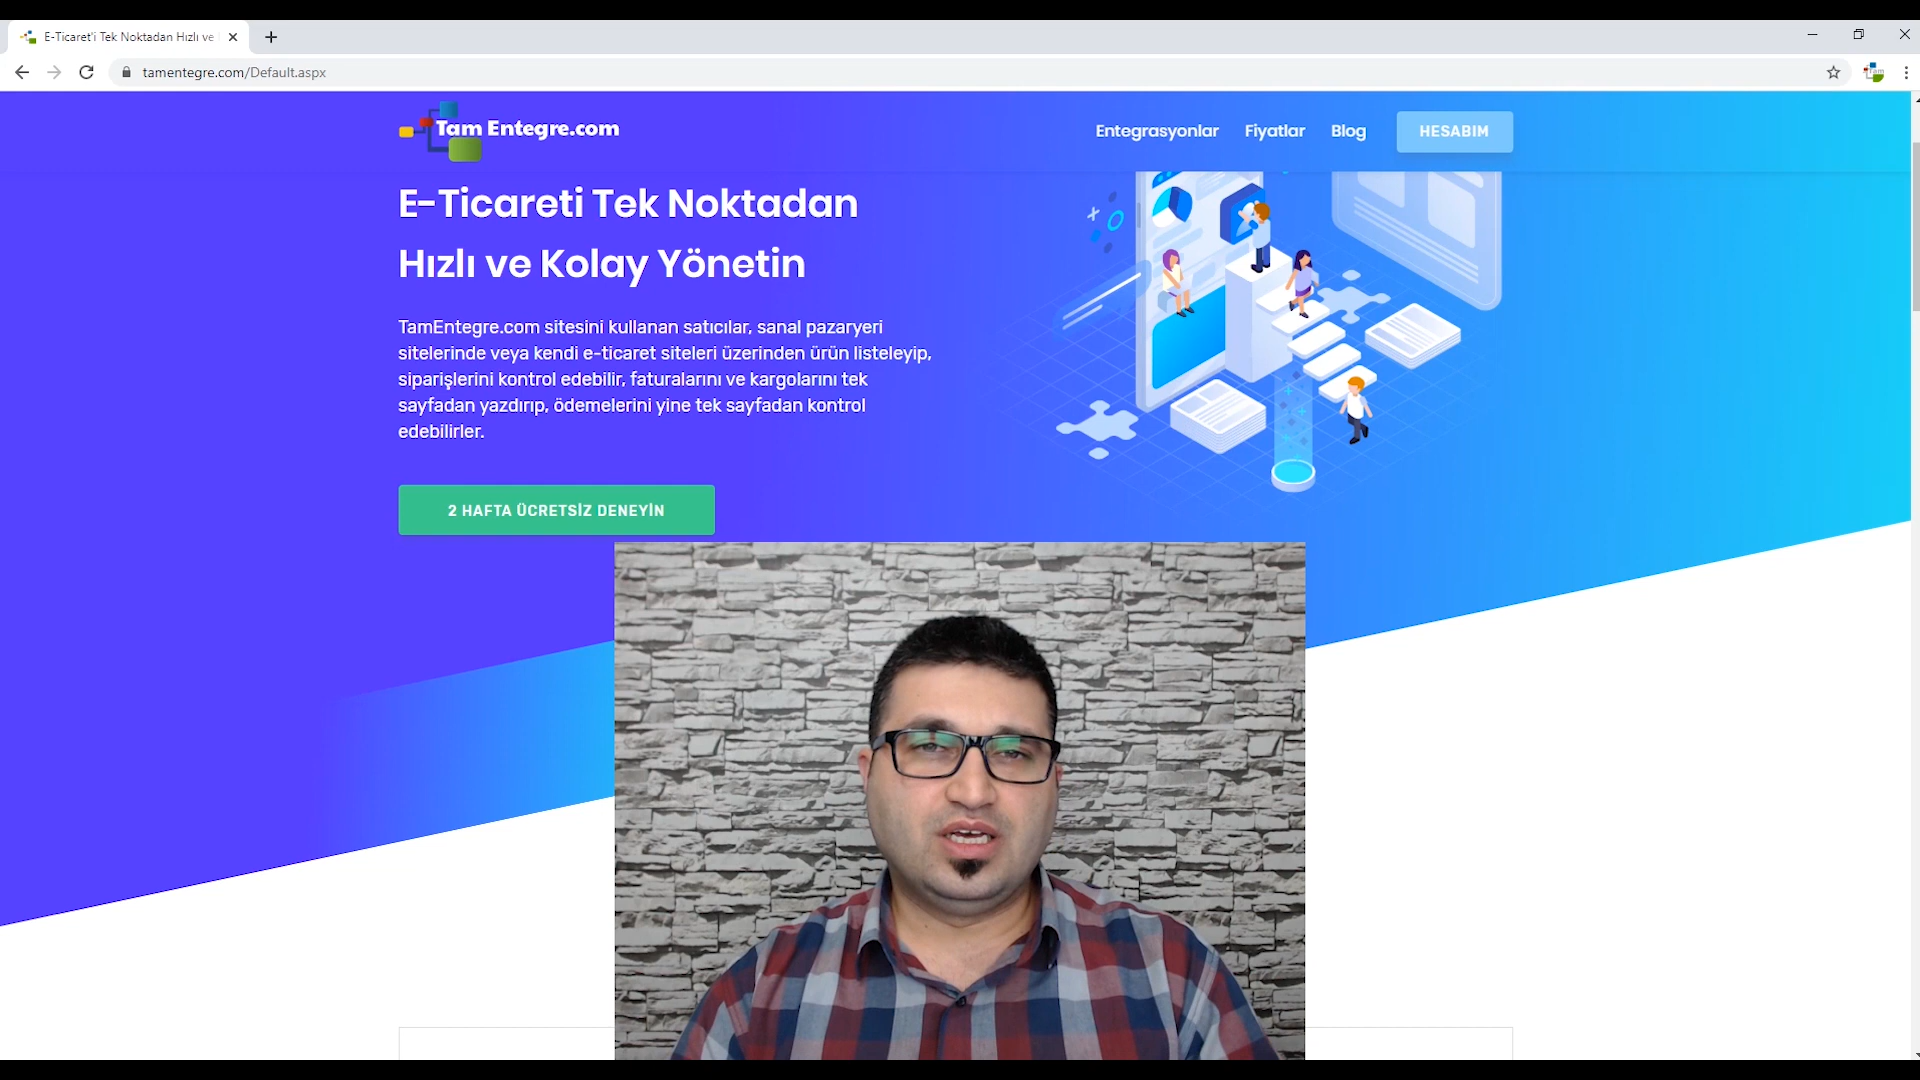 E-Ticaret'i Tek Noktadan Hızlı ve
tamentegre.com/Default.aspx
Tam Entegre.com
Entegrasyonlar
Fiyatlar
Blog
HESABIM
E-Ticareti Tek Noktadan
Hızlı ve Kolay Yönetin
TamEntegre.com sitesini kullanan satıcılar, sanal pazaryeri
sitelerinde veya kendi e-ticaret siteleri üzerinden ürün listeleyip,
siparişlerini kontrol edebilir, faturalarını ve kargolarını tek
sayfadan yazdırıp, ödemelerini yine tek sayfadan kontrol
edebilirler.
2 HAFTA ÜCRETSİZ DENEYİN